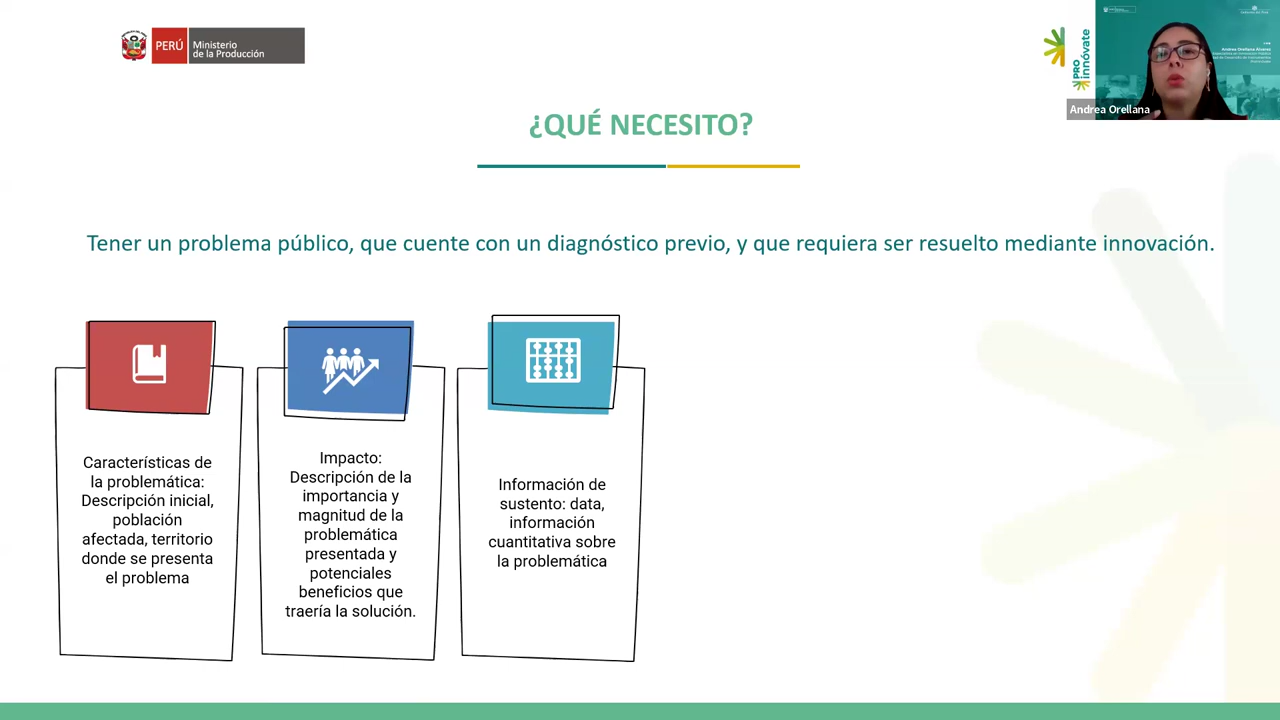 PERÚ
Ministerio
de la Producción
PRO
innóvate
Andrea Orellana Álvarez
Andrea Orellana
¿QUÉ NECESITO?
Tener un problema público, que cuente con un diagnóstico previo, y que requiera ser resuelto mediante innovación.
Características de
la problemática:
Descripción inicial,
población
afectada, territorio
donde se presenta
el problema
Impacto:
Descripción de la
importancia y
magnitud de la
problemática
presentada y
potenciales
beneficios que
traería la solución.
Información de
sustento: data,
información
cuantitativa sobre
la problemática